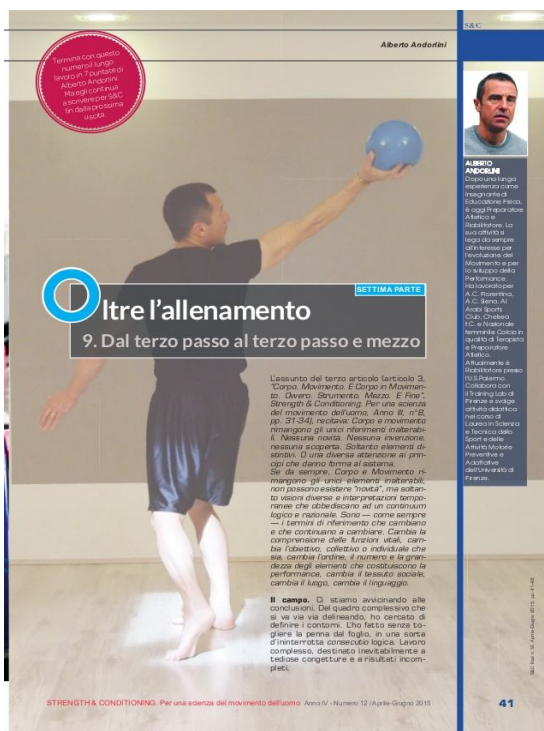 S&C
Alberto Andorlini
Termina con questo
numero il lungo
lavoro in 7 puntate di
Alberto Andorlini.
Ma egli continua
a scrivere per S&C
fin dalla prossima
uscita.
SETTIMA PARTE
Oltre l'allenamento
9. Dal terzo passo al terzo passo e mezzo
L'assunto del terzo articolo (articolo 3,
"Corpo. Movimento. E Corpo in Movimen-
to. Ovvero. Strumento. Mezzo. E Fine",
Strength & Conditioning. Per una scienza
del movimento dell'uomo, Anno III, n°8,
pp. 31-34), recitava: Corpo e movimento
rimangono gli unici riferimenti inalterabi-
li. Nessuna novità. Nessuna invenzione,
nessuna scoperta. Soltanto elementi di-
stintivi. O una diversa attenzione ai prin-
cipi che danno forma al sistema.
Se da sempre, Corpo e Movimento ri-
mangono gli unici elementi inalterabili,
non possono esistere "novità", ma soltan-
to visioni diverse e interpretazioni tempo-
ranee che obbediscano ad un continuum
logico e razionale. Sono — come sempre
— i termini di riferimento che cambiano
e che continuano a cambiare. Cambia la
comprensione delle funzioni vitali, cam-
bia l'obiettivo, collettivo o individuale che
sia, cambia l'ordine, il numero e la gran-
dezza degli elementi che costituiscono la
performance, cambia il tessuto sociale,
cambia il luogo, cambia il linguaggio.
Il campo. Ci stiamo avvicinando alle
conclusioni. Del quadro complessivo che
si va via via delineando, ho cercato di
definire i contorni. L'ho fatto senza to-
gliere la penna dal foglio, in una sorta
d'ininterrotta consecutio logica. Lavoro
complesso, destinato inevitabilmente a
tediose congetture e a risultati incom-
pleti.
ALBERTO
ANDORLINI
Dopo una lunga
esperienza come
Insegnante di
Educazione Fisica,
è oggi Preparatore
Atletico e
Riabilitatore. La
sua attività si
lega da sempre
all'interesse per
l'evoluzione del
Movimento e per
lo sviluppo della
Performance.
Ha lavorato per
A.C. Fiorentina,
A.C. Siena, Al
Arabi Sports
Club, Chelsea
f.C. e Nazionale
femminile Calcio in
qualità di Terapista
e Preparatore
Atletico.
Attualmente è
Riabilitatore presso
l'U.S.Palermo.
Collabora con
il Training Lab di
Firenze e svolge
attività didattica
nel corso di
Laurea in Scienza
e Tecnica dello
Sport e delle
Attività Motorie
Preventive e
Adattative
dell'Università di
Firenze.
STRENGTH & CONDITIONING. Per una scienza del movimento dell'uomo Anno IV - Numero 12 / Aprile-Giugno 2015
41